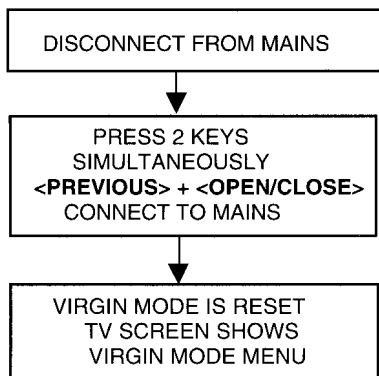 DISCONNECT FROM MAINS
PRESS 2 KEYS
SIMULTANEOUSLY
<PREVIOUS> + <OPEN/CLOSE>
CONNECT TO MAINS
VIRGIN MODE IS RESET
TV SCREEN SHOWS
VIRGIN MODE MENU